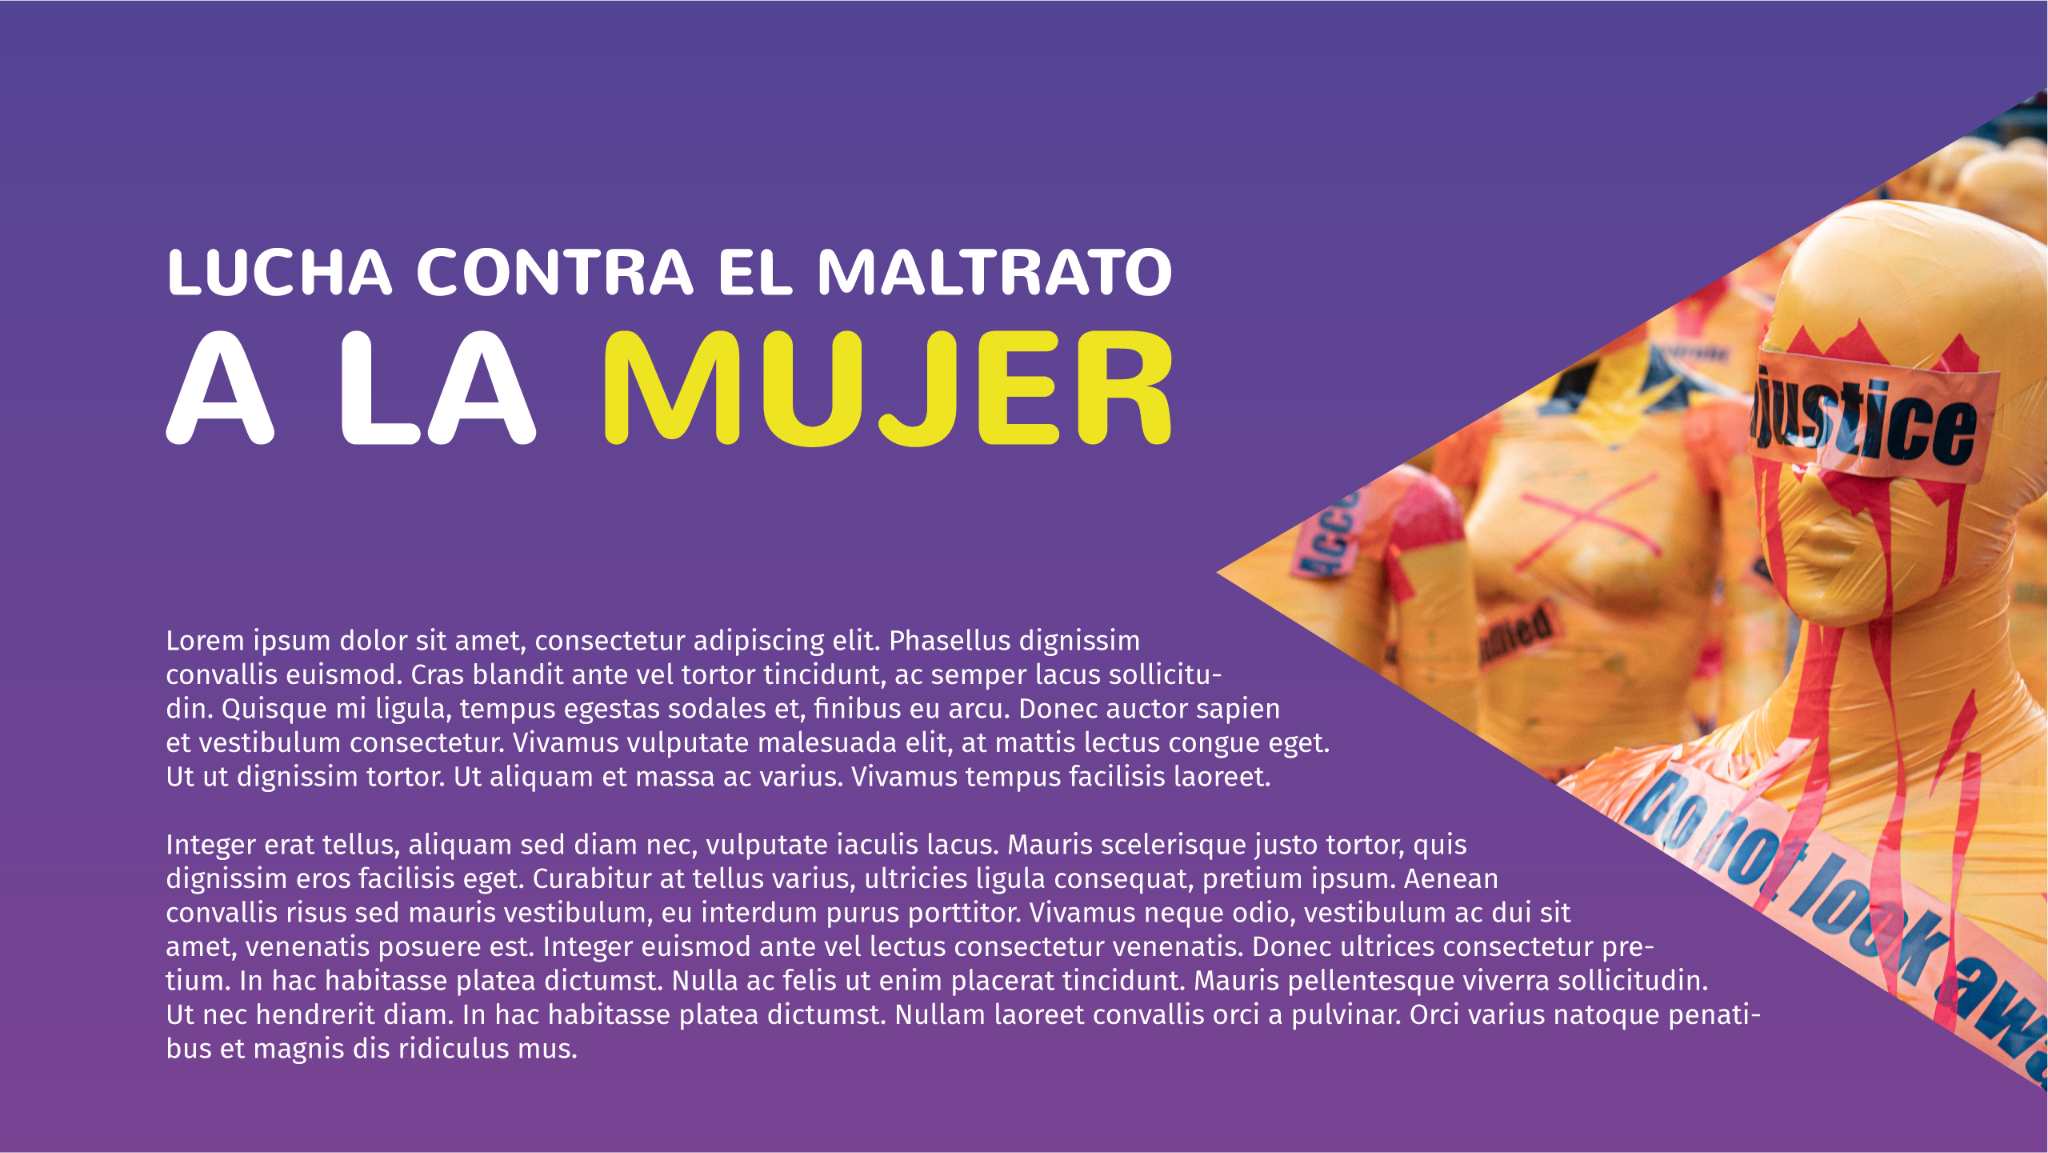 LUCHA CONTRA EL MALTRATO
A LA MUJER
Lorem ipsum dolor sit amet, consectetur adipiscing elit. Phasellus dignissim
convallis euismod. Cras blandit ante vel tortor tincidunt, ac semper lacus sollicitu-
din. Quisque mi ligula, tempus egestas sodales et, finibus eu arcu. Donec auctor sapien
et vestibulum consectetur. Vivamus vulputate malesuada elit, at mattis lectus congue eget.
Ut ut dignissim tortor. Ut aliquam et massa ac varius. Vivamus tempus facilisis laoreet.
Integer erat tellus, aliquam sed diam nec, vulputate iaculis lacus. Mauris scelerisque justo tortor, quis
dignissim eros facilisis eget. Curabitur at tellus varius, ultricies ligula consequat, pretium ipsum. Aenean
convallis risus sed mauris vestibulum, eu interdum purus porttitor. Vivamus neque odio, vestibulum ac dui sit
amet, venenatis posuere est. Integer euismod ante vel lectus consectetur venenatis. Donec ultrices consectetur pre-
tium. In hac habitasse platea dictumst. Nulla ac felis ut enim placerat tincidunt. Mauris pellentesque viverra sollicitudin.
Ut nec hendrerit diam. In hac habitasse platea dictumst. Nullam laoreet convallis orci a pulvinar. Orci varius natoque penati-
bus et magnis dis ridiculus mus.
justice
Acce
Do not look awa